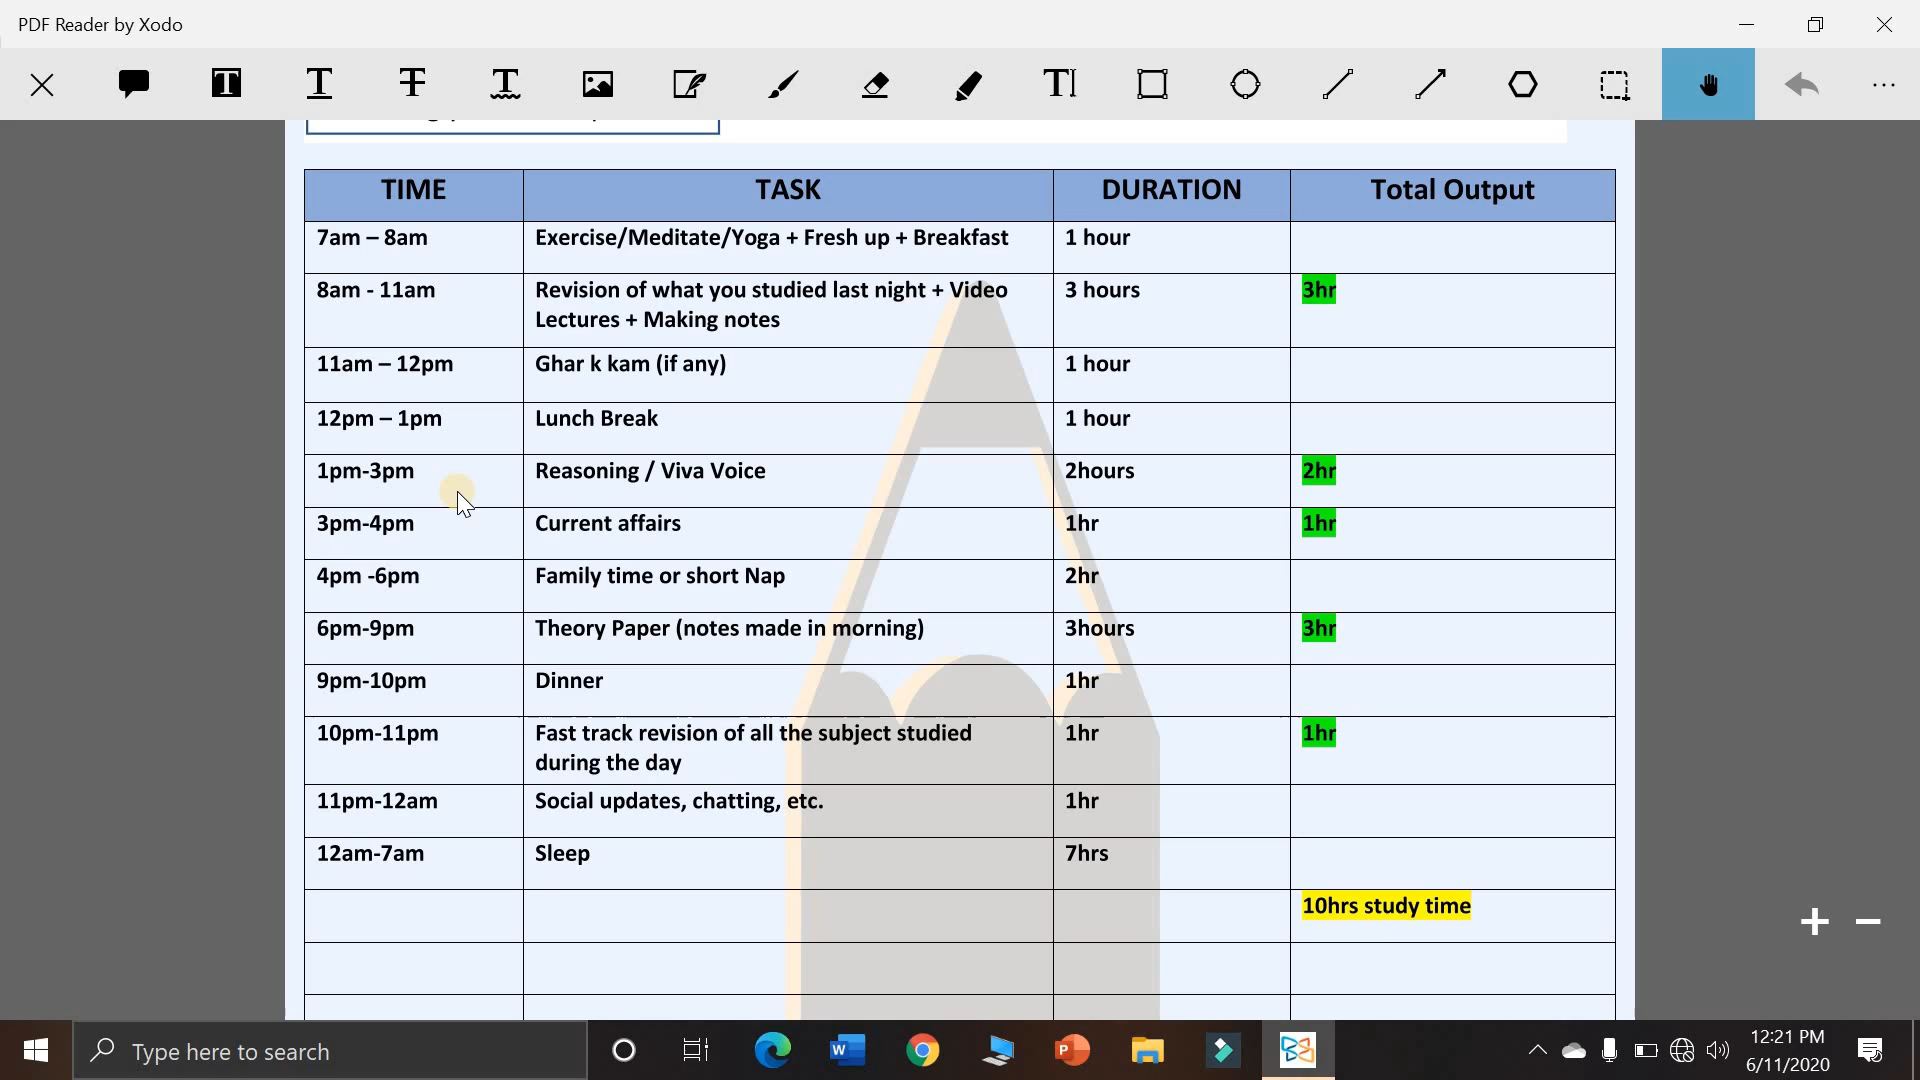 PDF Reader by Xodo
TIME TASK DURATION Total Output
7am – 8am Exercise/Meditate/Yoga + Fresh up + Breakfast 1 hour
8am - 11am Revision of what you studied last night + Video 3 hours 3hr
Lectures + Making notes
11am – 12pm Ghar k kam (if any) 1 hour
12pm – 1pm Lunch Break 1 hour
1pm-3pm Reasoning / Viva Voice 2hours 2hr
3pm-4pm Current affairs 1hr 1hr
4pm -6pm Family time or short Nap 2hr
6pm-9pm Theory Paper (notes made in morning) 3hours 3hr
9pm-10pm Dinner 1hr
10pm-11pm Fast track revision of all the subject studied 1hr 1hr
during the day
11pm-12am Social updates, chatting, etc. 1hr
12am-7am Sleep 7hrs
10hrs study time
Type here to search
12:21 PM
6/11/2020